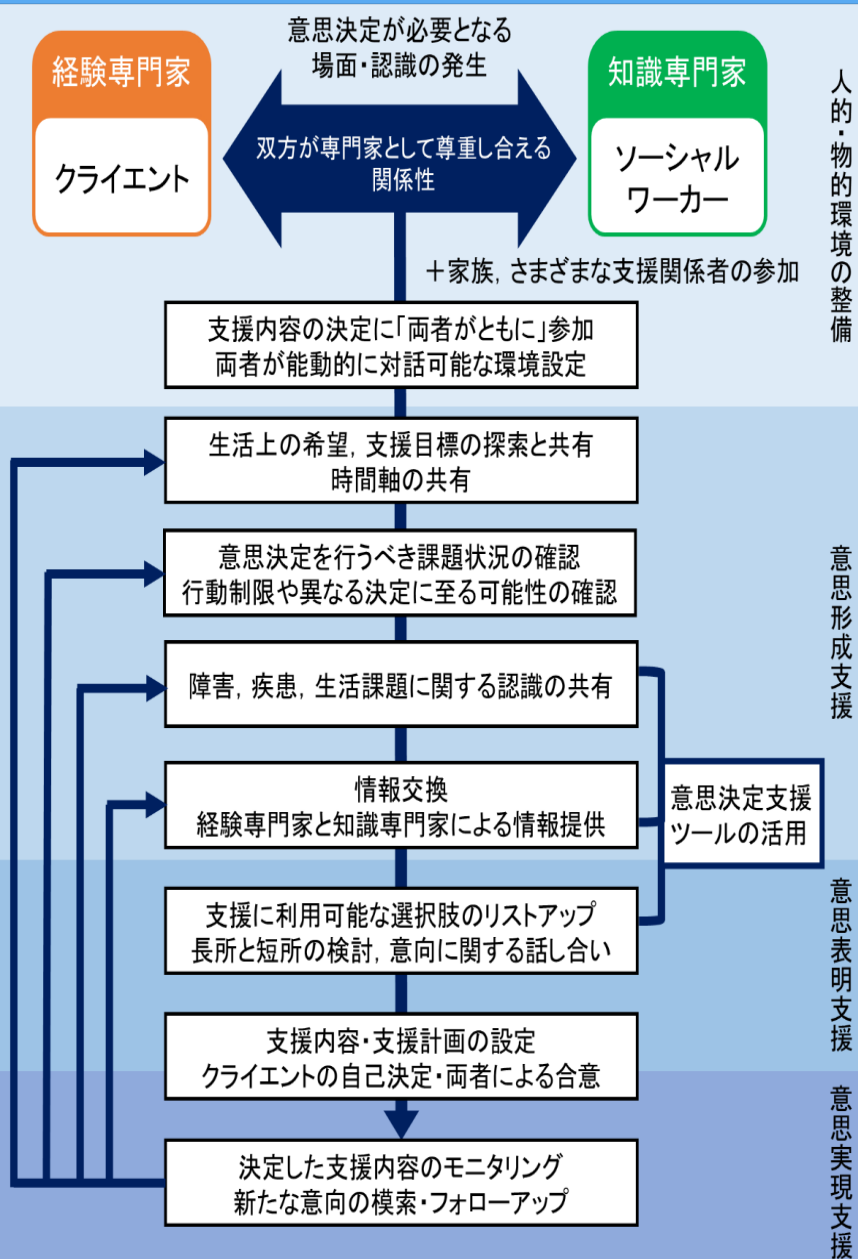 意思決定が必要となる
場面・認識の発生
経験専門家
クライエント
双方が専門家として尊重し合える
関係性
知識専門家
ソーシャル
ワーカー
＋家族, さまざまな支援関係者の参加
人的・物的環境の整備
支援内容の決定に「両者がともに」参加
両者が能動的に対話可能な環境設定
生活上の希望, 支援目標の探索と共有
時間軸の共有
意思決定を行うべき課題状況の確認
行動制限や異なる決定に至る可能性の確認
意思形成支援
障害, 疾患, 生活課題に関する認識の共有
情報交換
経験専門家と知識専門家による情報提供
意思決定支援
ツールの活用
支援に利用可能な選択肢のリストアップ
長所と短所の検討, 意向に関する話し合い
意思表明支援
支援内容・支援計画の設定
クライエントの自己決定・両者による合意
決定した支援内容のモニタリング
新たな意向の模索・フォローアップ
意思実現支援